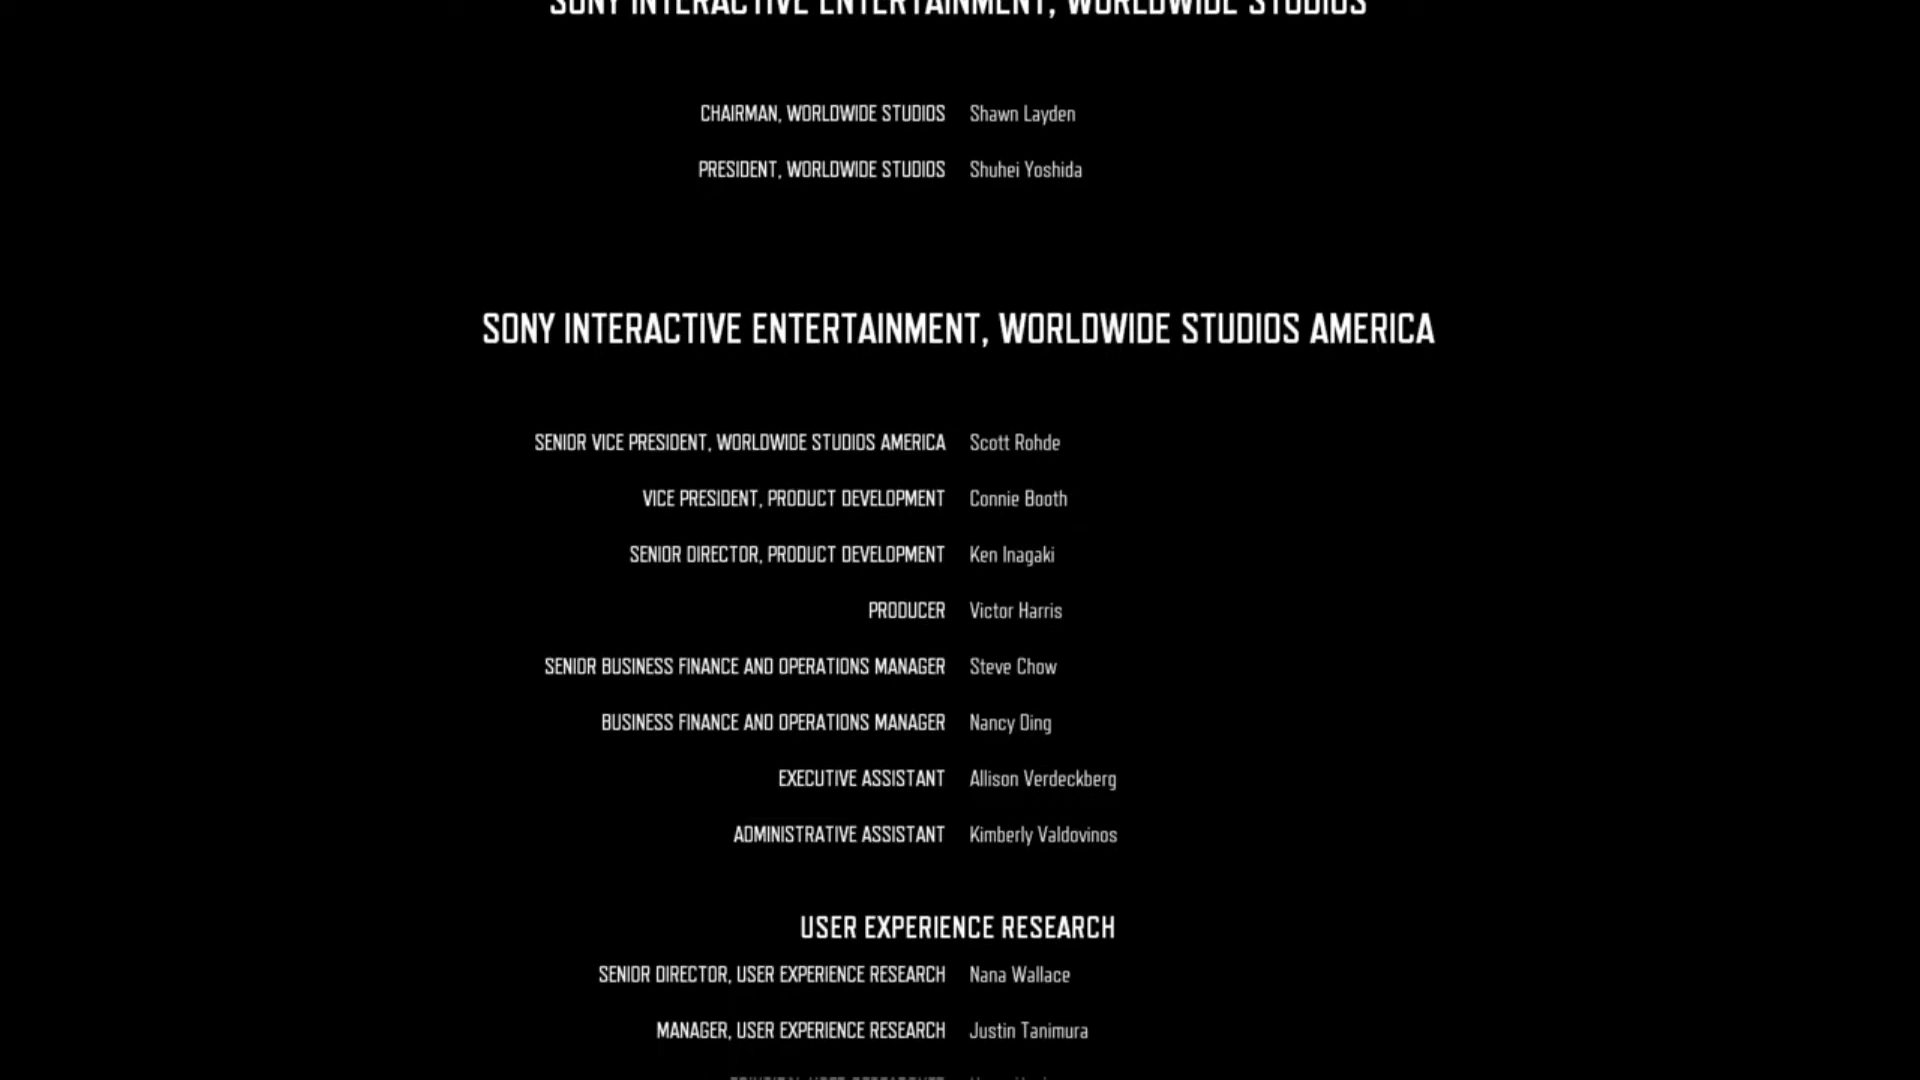 SONY INTERACTIVE ENTERTAINMENT, WORLDWIDE STUDIOS
CHAIRMAN, WORLDWIDE STUDIOS Shawn Layden
PRESIDENT, WORLDWIDE STUDIOS Shuhei Yoshida
SONY INTERACTIVE ENTERTAINMENT, WORLDWIDE STUDIOS AMERICA
SENIOR VICE PRESIDENT, WORLDWIDE STUDIOS AMERICA Scott Rohde
VICE PRESIDENT, PRODUCT DEVELOPMENT Connie Booth
SENIOR DIRECTOR, PRODUCT DEVELOPMENT Ken Inagaki
PRODUCER Victor Harris
SENIOR BUSINESS FINANCE AND OPERATIONS MANAGER Steve Chow
BUSINESS FINANCE AND OPERATIONS MANAGER Nancy Ding
EXECUTIVE ASSISTANT Allison Verdeckberg
ADMINISTRATIVE ASSISTANT Kimberly Valdovinos
USER EXPERIENCE RESEARCH
SENIOR DIRECTOR, USER EXPERIENCE RESEARCH Nana Wallace
MANAGER, USER EXPERIENCE RESEARCH Justin Tanimura